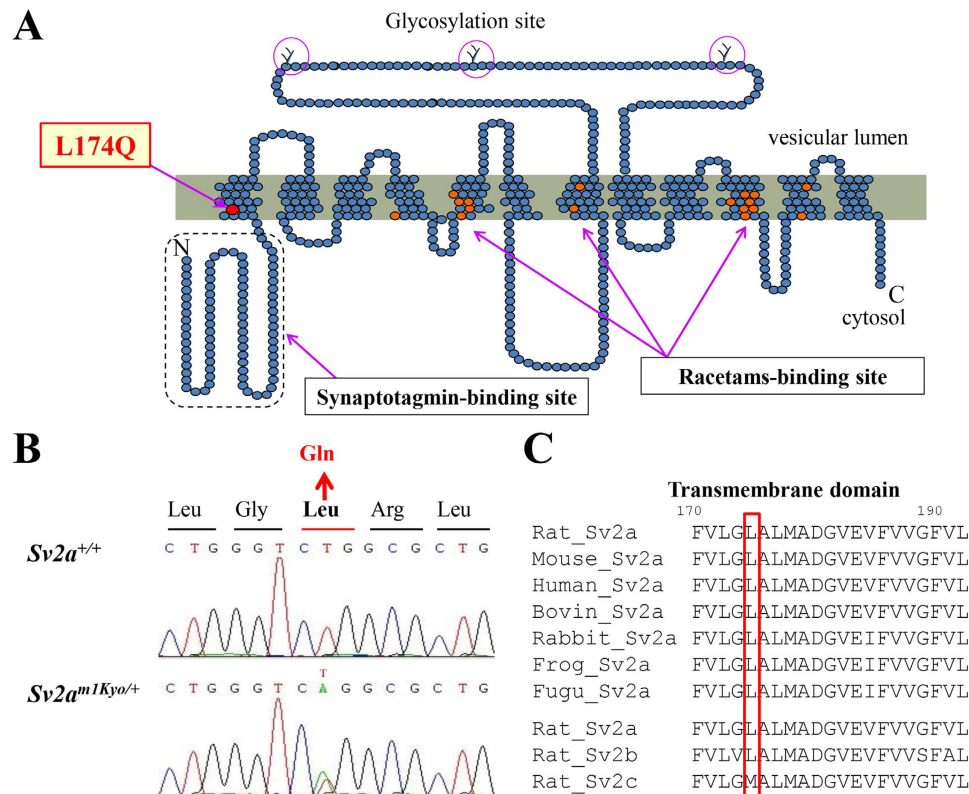 A
Glycosylation site
L174Q
vesicular lumen
N
C
cytosol
Synaptotagmin-binding site
Racetams-binding site
B
Gln
Leu Gly Leu Arg Leu
Sv2a+/+
C T G G G T C T G G C G C T G
Sv2am1Kyo/+
T
C T G G G T C A G G C G C T G
C
Transmembrane domain
170 190
Rat_Sv2a FVLGLALMADGVEVFVVGFVL
Mouse_Sv2a FVLGLALMADGVEVFVVGFVL
Human_Sv2a FVLGLALMADGVEVFVVGFVL
Bovin_Sv2a FVLGLALMADGVEVFVVGFVL
Rabbit_Sv2a FVLGLALMADGVEIFVVGFVL
Frog_Sv2a FVLGLALMADGVEIFVVGFVL
Fugu_Sv2a FVLGLALMADGVEIFVVGFVL
Rat_Sv2a FVLGLALMADGVEVFVVGFVL
Rat_Sv2b FVLVLALMADGVEVFVVSFAL
Rat_Sv2c FVLGMALMADGVEVFVVGFVL